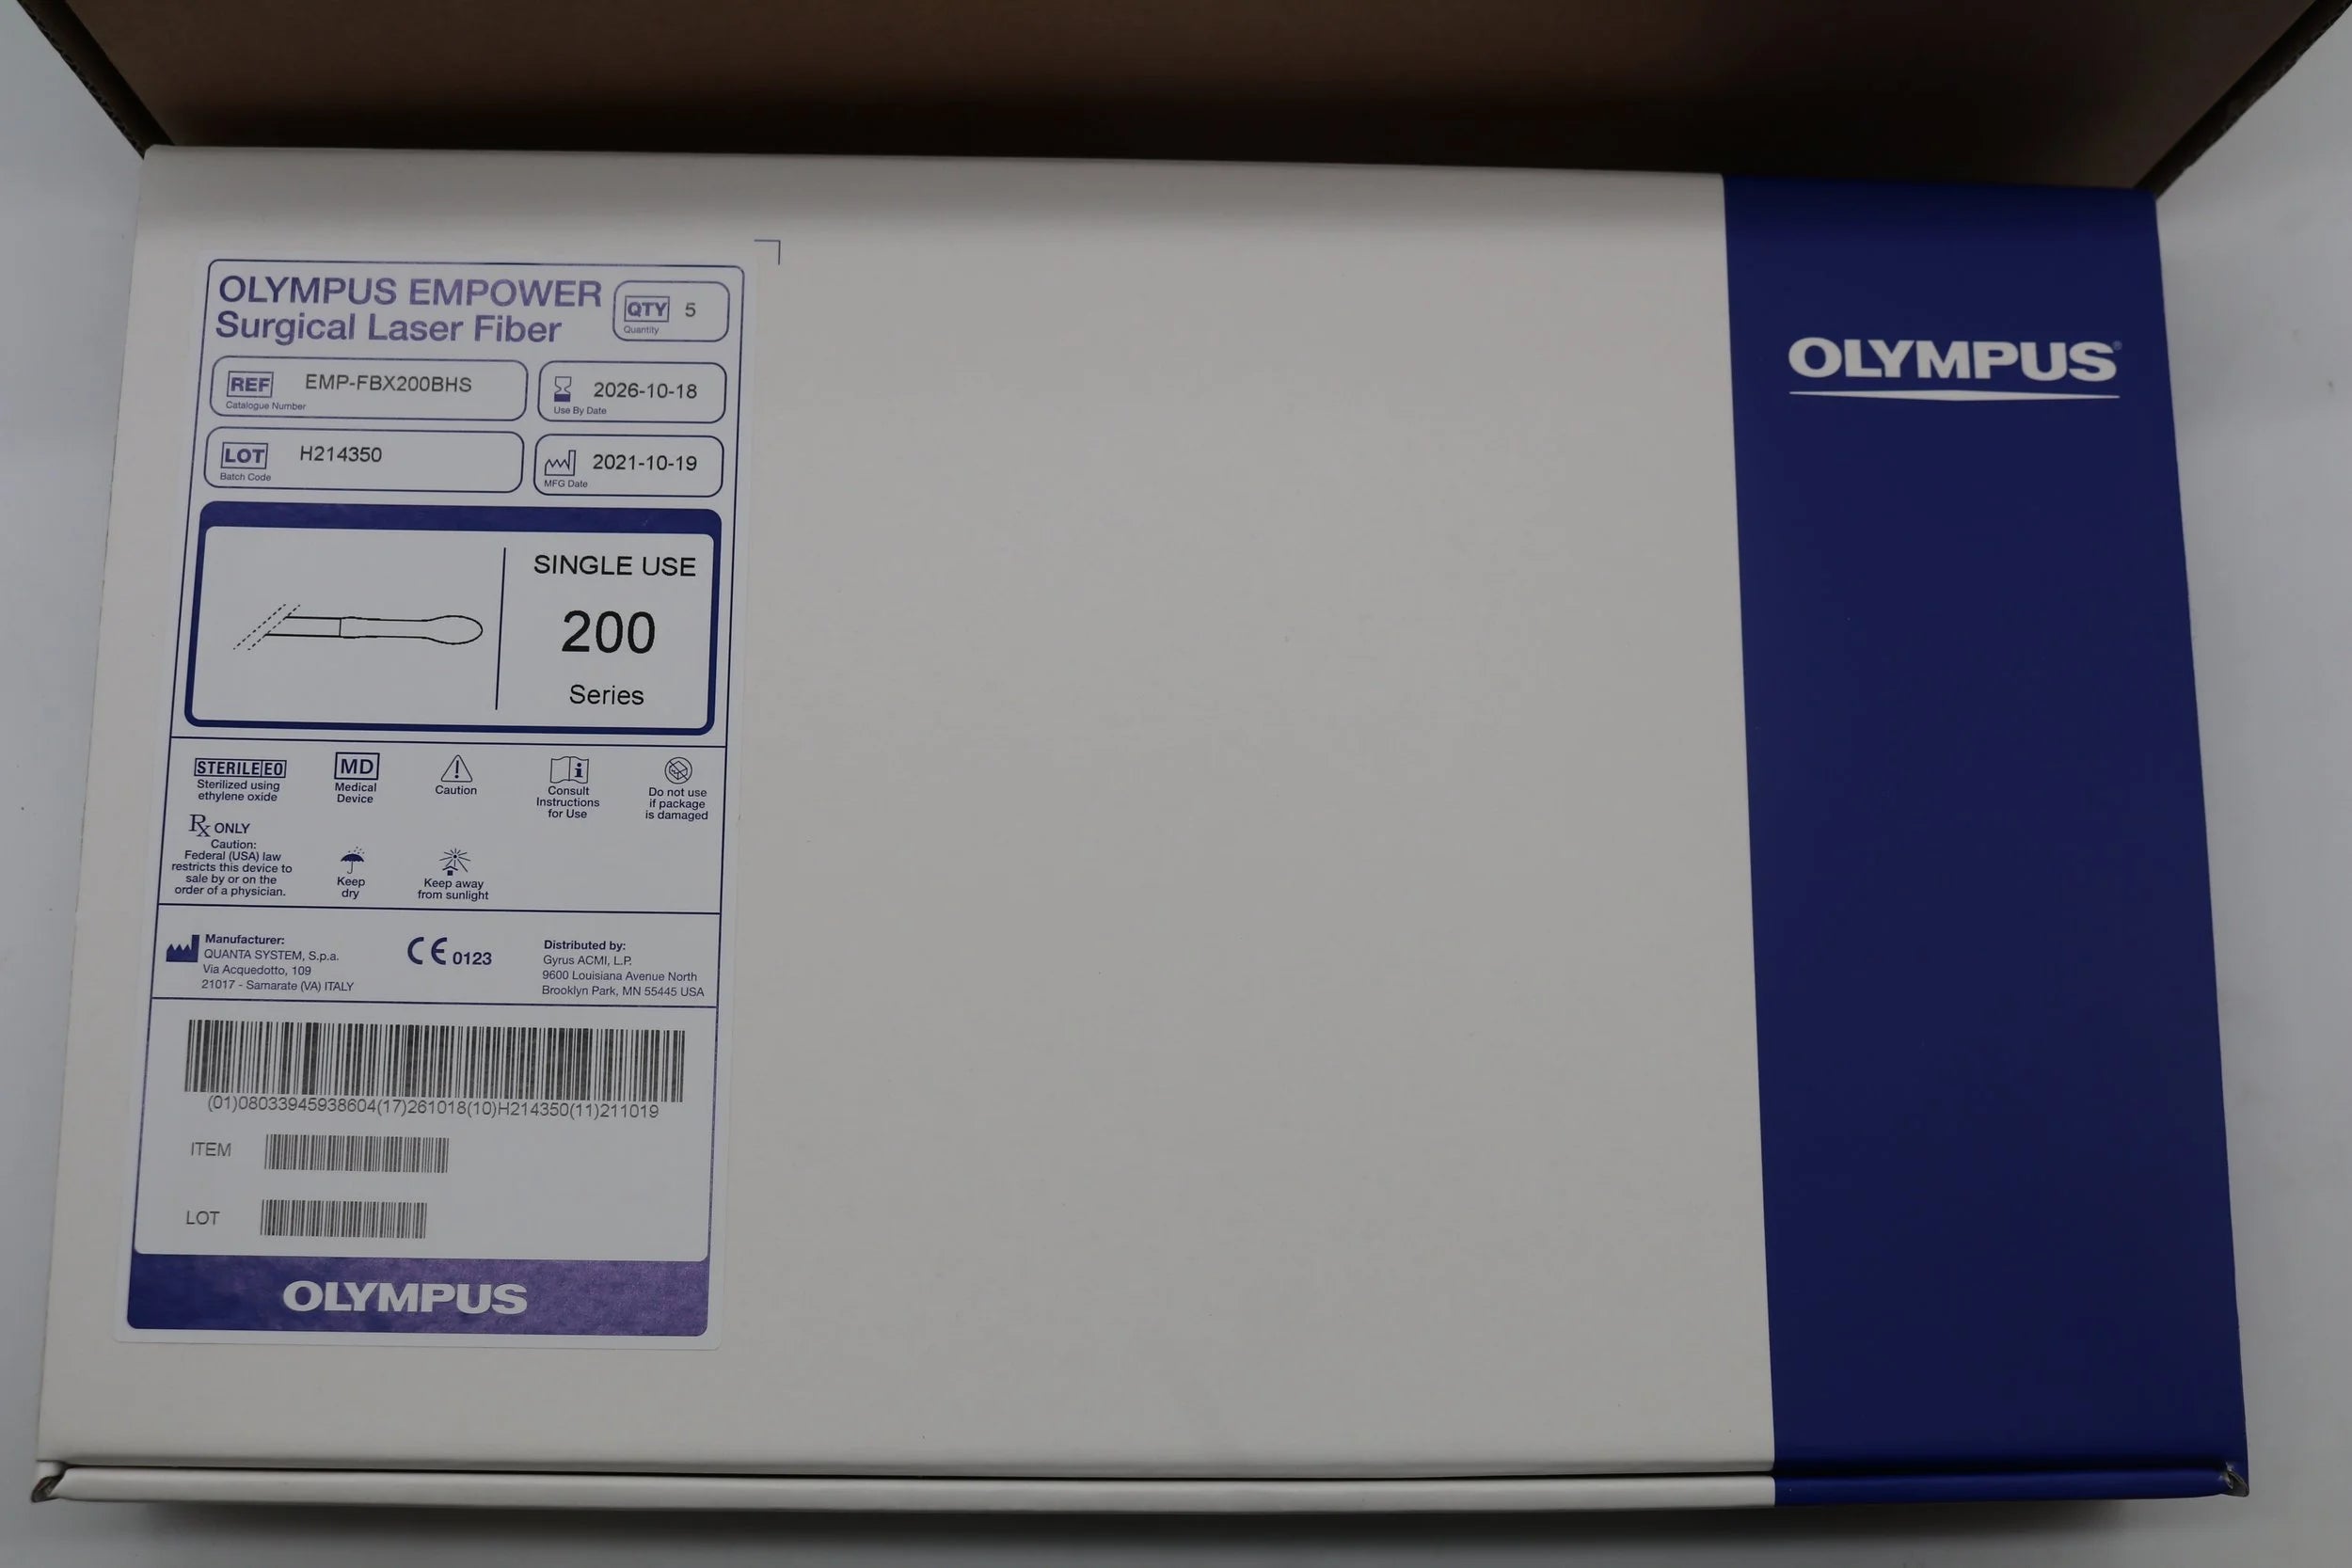 OLYMPUS EMPOWER
Surgical Laser Fiber
QTY 5
Quantity
REF EMP-FBX200BHS
Catalogue Number
2026-10-18
Use By Date
LOT H214350
Batch Code
2021-10-19
MFG Date
SINGLE USE
200
Series
STERILE EO
Sterilized using
ethylene oxide
MD
Medical
Device
Caution
Consult
Instructions
for Use
Do not use
if package
is damaged
Rx ONLY
Caution:
Federal (USA) law
restricts this device to
sale by or on the
order of a physician.
Keep
dry
Keep away
from sunlight
Manufacturer:
QUANTA SYSTEM, S.p.a.
Via Acquedotto, 109
21017 - Samarate (VA) ITALY
CE 0123
Distributed by:
Gyrus ACMI, L.P.
9600 Louisiana Avenue North
Brooklyn Park, MN 55445 USA
(01)08033945938604(17)261018(10)H214350(11)211019
ITEM
LOT
OLYMPUS
OLYMPUS®